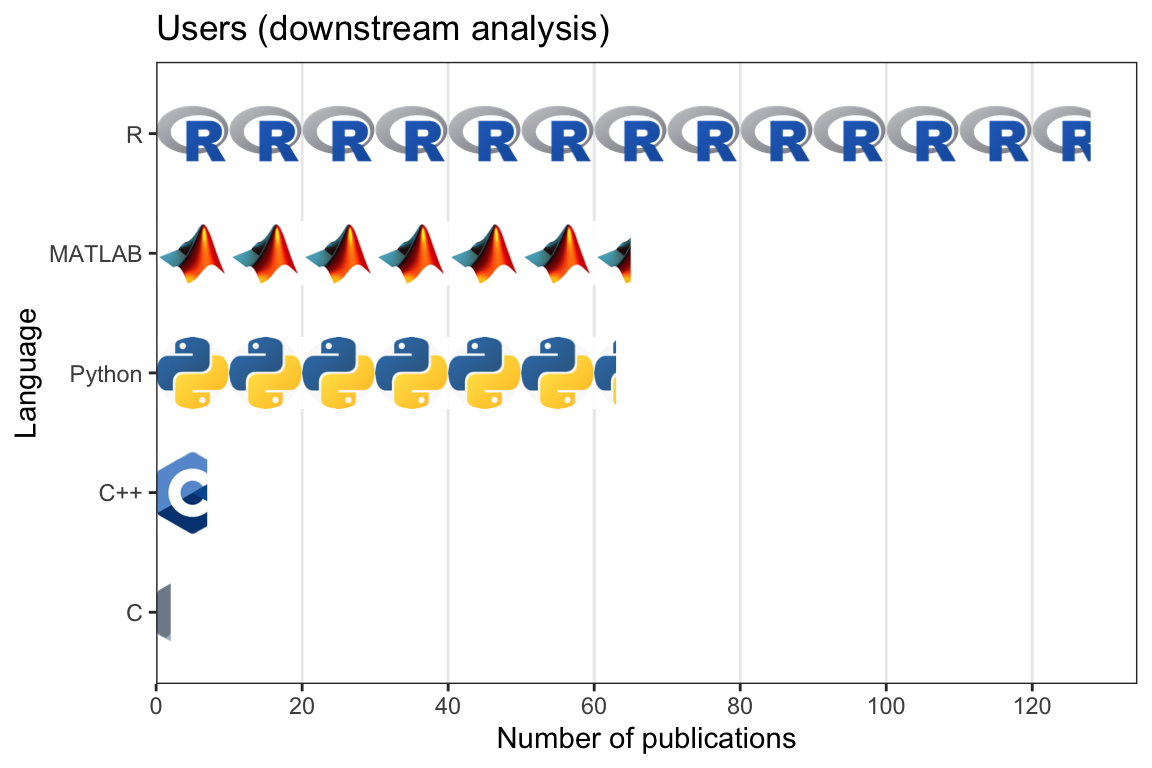 Users (downstream analysis)
R
R R R R R R R R R R R R R
MATLAB
Python
C++
C
C
Language
0 20 40 60 80 100 120
Number of publications